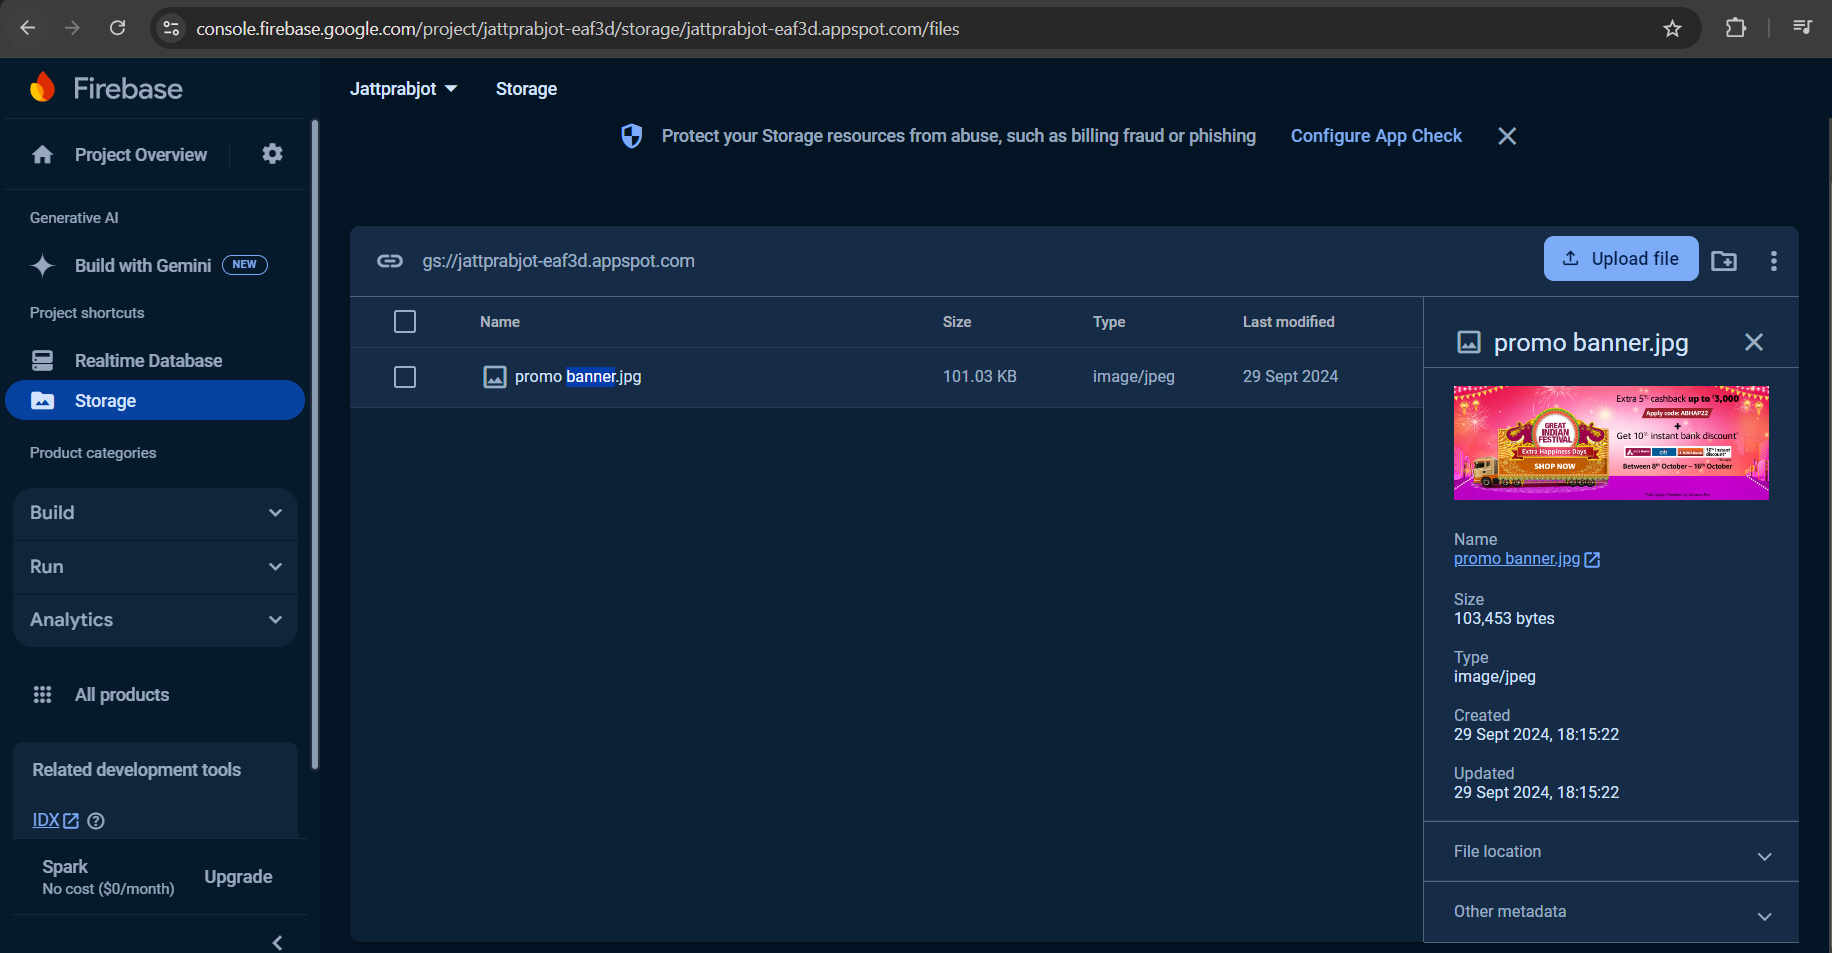 console.firebase.google.com/project/jattprabjot-eaf3d/storage/jattprabjot-eaf3d.appspot.com/files
Firebase
Project Overview
Generative AI
Build with Gemini NEW
Project shortcuts
Realtime Database
Storage
Product categories
Build
Run
Analytics
All products
Related development tools
IDX
Spark
No cost ($0/month)
Upgrade
Jattprabjot
Storage
Protect your Storage resources from abuse, such as billing fraud or phishing
Configure App Check
gs://jattprabjot-eaf3d.appspot.com
Upload file
Name Size Type Last modified
promo banner.jpg 101.03 KB image/jpeg 29 Sept 2024
promo banner.jpg
GREAT
INDIAN
FESTIVAL
Extra Happiness Days
SHOP NOW
Extra 5% cashback up to ₹3,000
Apply code: ABHAP22
+
Get 10% instant bank discount*
citi
Between 8th October – 16th October
Name
promo banner.jpg
Size
103,453 bytes
Type
image/jpeg
Created
29 Sept 2024, 18:15:22
Updated
29 Sept 2024, 18:15:22
File location
Other metadata